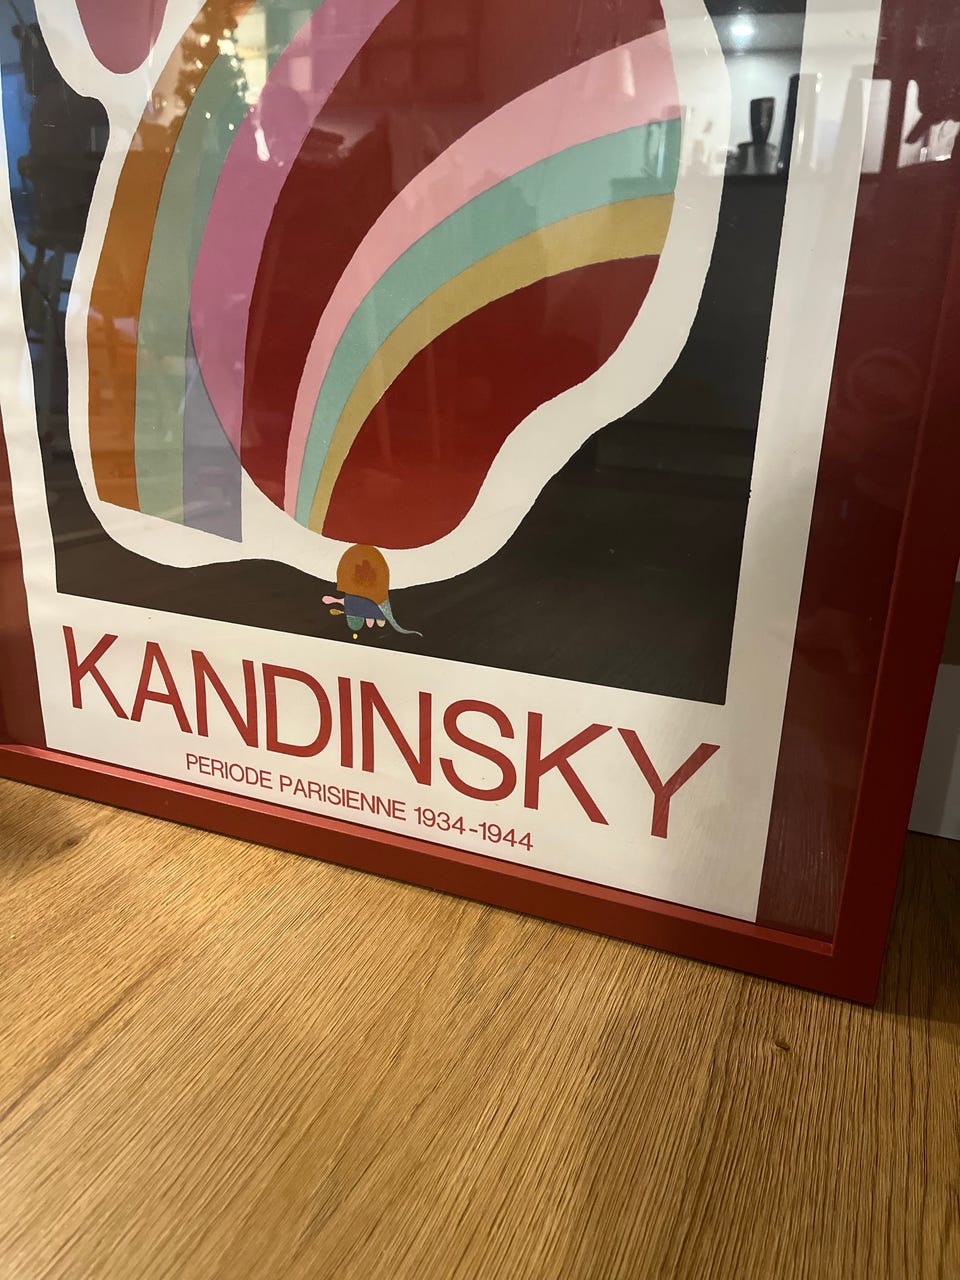 KANDINSKY
PERIODE PARISIENNE 1934-1944